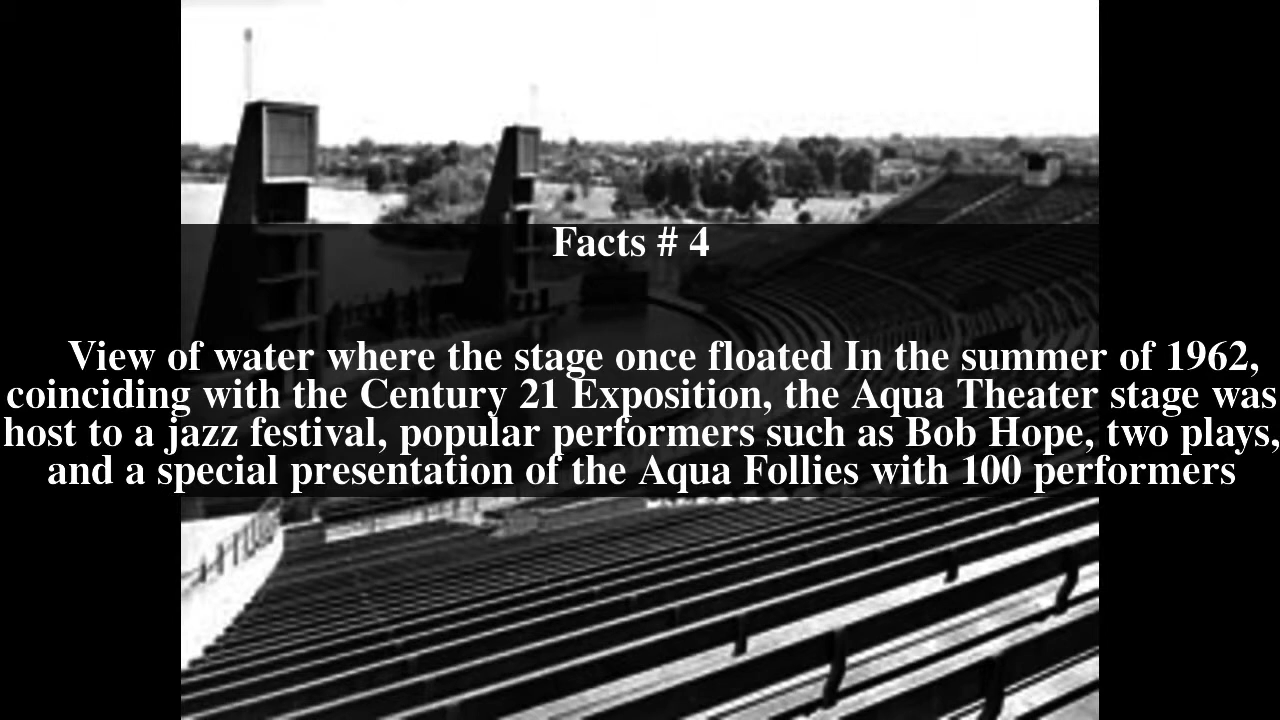 Facts # 4
View of water where the stage once floated In the summer of 1962,
coinciding with the Century 21 Exposition, the Aqua Theater stage was
host to a jazz festival, popular performers such as Bob Hope, two plays,
and a special presentation of the Aqua Follies with 100 performers